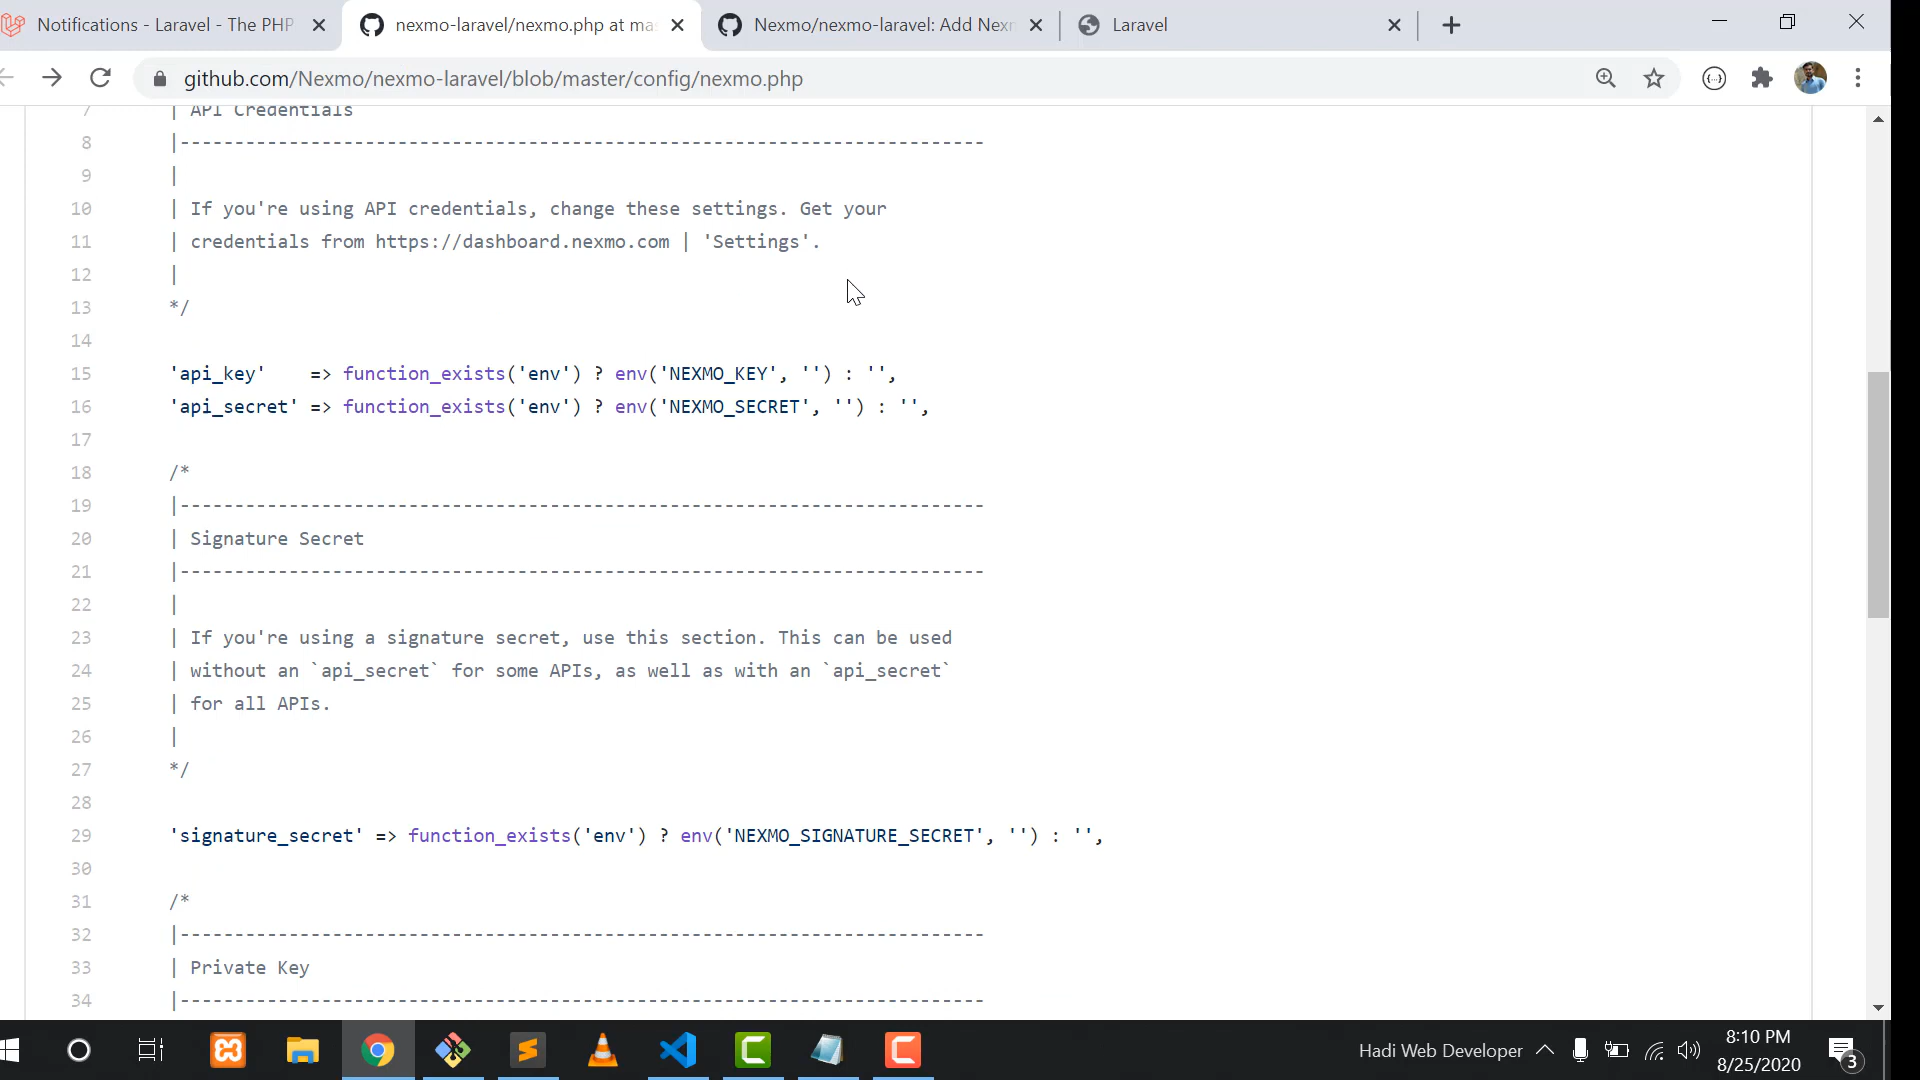 Notifications - Laravel - The PHP
nexmo-laravel/nexmo.php at mas
Nexmo/nexmo-laravel: Add Nexm
Laravel
github.com/Nexmo/nexmo-laravel/blob/master/config/nexmo.php
7 | API Credentials
8 |--------------------------------------------------------------------------
9 |
10 | If you're using API credentials, change these settings. Get your
11 | credentials from https://dashboard.nexmo.com | 'Settings'.
12 |
13 */
14
15 'api_key' => function_exists('env') ? env('NEXMO_KEY', '') : '',
16 'api_secret' => function_exists('env') ? env('NEXMO_SECRET', '') : '',
17
18 /*
19 |--------------------------------------------------------------------------
20 | Signature Secret
21 |--------------------------------------------------------------------------
22 |
23 | If you're using a signature secret, use this section. This can be used
24 | without an `api_secret` for some APIs, as well as with an `api_secret`
25 | for all APIs.
26 |
27 */
28
29 'signature_secret' => function_exists('env') ? env('NEXMO_SIGNATURE_SECRET', '') : '',
30
31 /*
32 |--------------------------------------------------------------------------
33 | Private Key
34 |--------------------------------------------------------------------------
Hadi Web Developer
8:10 PM
8/25/2020
3